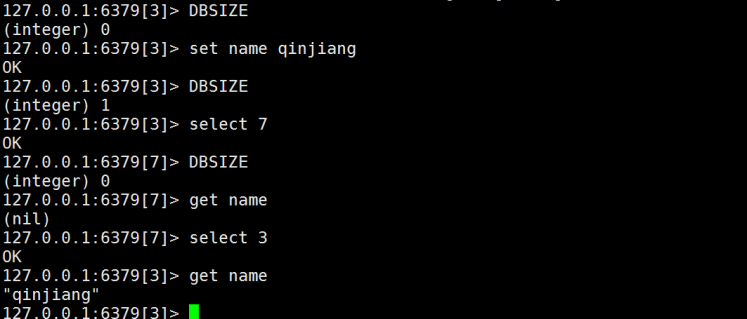 127.0.0.1:6379[3]> DBSIZE
(integer) 0
127.0.0.1:6379[3]> set name qinjiang
OK
127.0.0.1:6379[3]> DBSIZE
(integer) 1
127.0.0.1:6379[3]> select 7
OK
127.0.0.1:6379[7]> DBSIZE
(integer) 0
127.0.0.1:6379[7]> get name
(nil)
127.0.0.1:6379[7]> select 3
OK
127.0.0.1:6379[3]> get name
"qinjiang"
127.0.0.1:6379[3]>